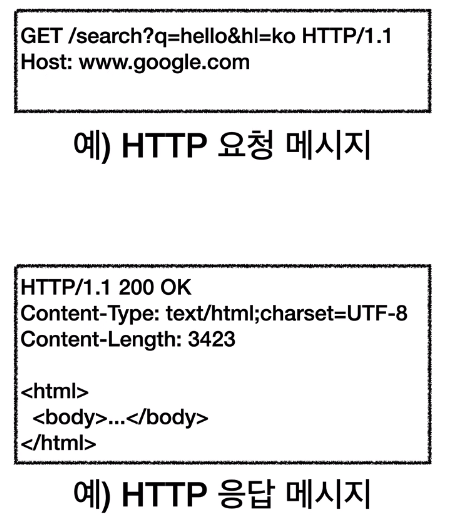 GET /search?q=hello&hl=ko HTTP/1.1
Host: www.google.com
예) HTTP 요청 메시지
HTTP/1.1 200 OK
Content-Type: text/html;charset=UTF-8
Content-Length: 3423
<html>
<body>...</body>
</html>
예) HTTP 응답 메시지